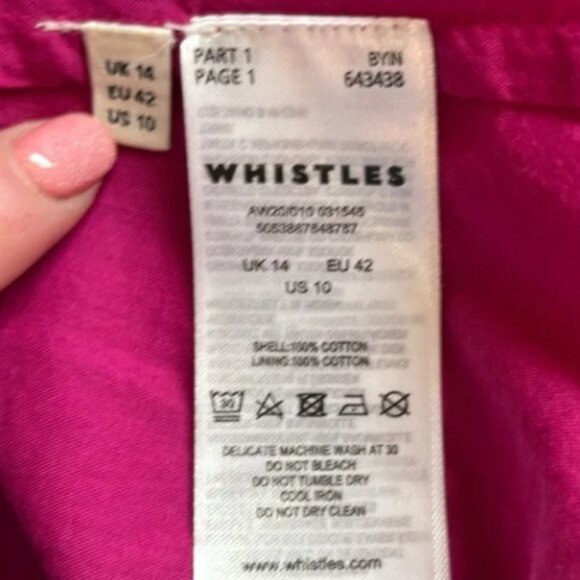 UK 14
EU 42
US 10
PART 1 BYIN
PAGE 1 643438
WHISTLES
AW20/010 031545
5053867848787
UK 14 EU 42
US 10
SHELL:100% COTTON
LINING:100% COTTON
30
DELICATE MACHINE WASH AT 30
DO NOT BLEACH
DO NOT TUMBLE DRY
COOL IRON
DO NOT DRY CLEAN
www.whistles.com